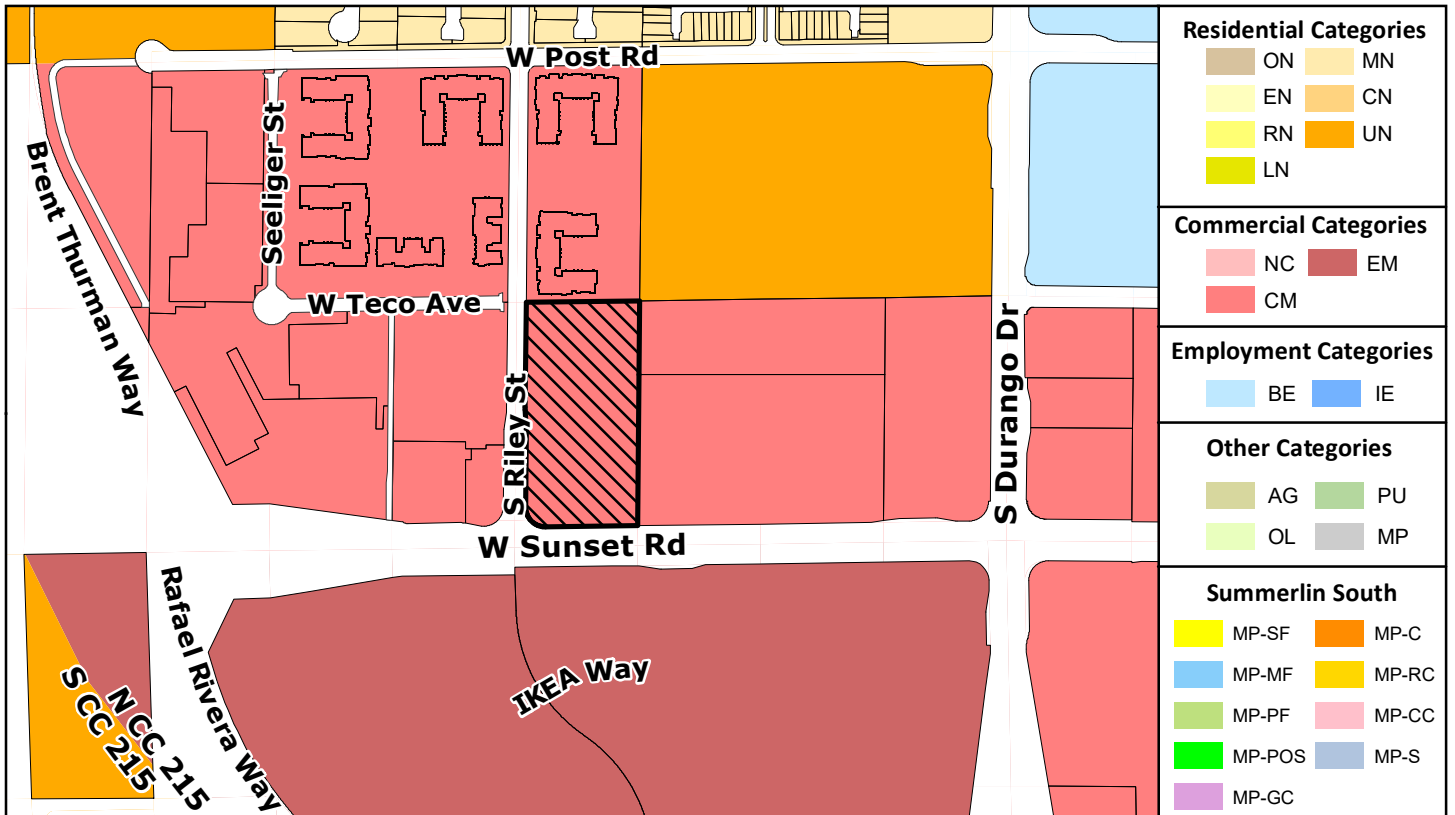 W Post Rd
Seeliger St
Brent Thurman Way
W Teco Ave
S Riley St
S Durango Dr
W Sunset Rd
Rafael Rivera Way
IKEA Way
N CC 215
S CC 215
Residential Categories
ON MN
EN CN
RN UN
LN
Commercial Categories
NC EM
CM
Employment Categories
BE IE
Other Categories
AG PU
OL MP
Summerlin South
MP-SF MP-C
MP-MF MP-RC
MP-PF MP-CC
MP-POS MP-S
MP-GC